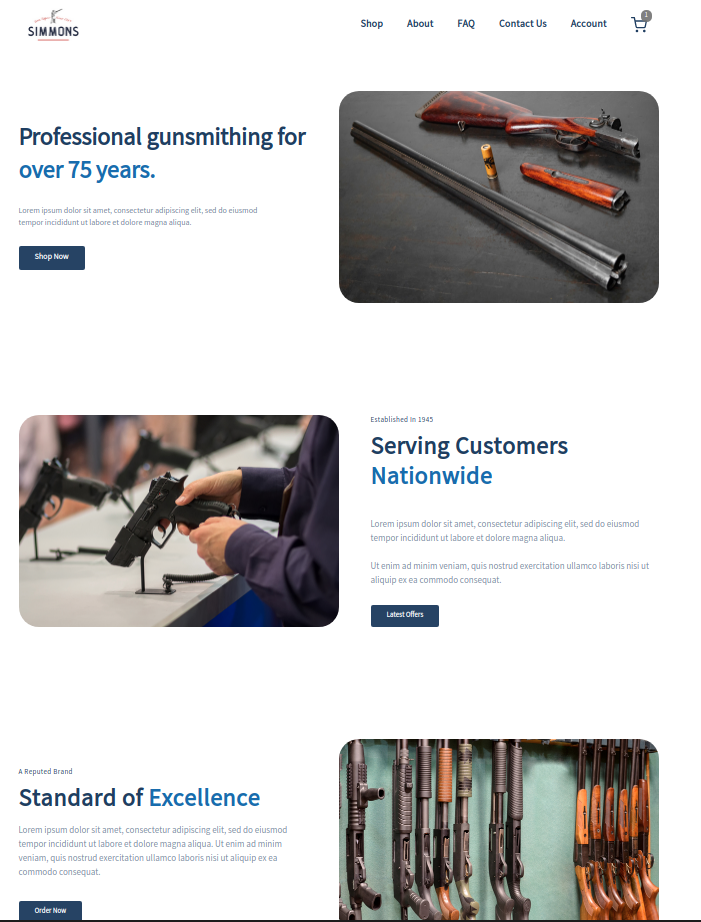 SIMMONS
Shop About FAQ Contact Us Account 1
Professional gunsmithing for
over 75 years.
Lorem ipsum dolor sit amet, consectetur adipiscing elit, sed do eiusmod
tempor incididunt ut labore et dolore magna aliqua.
Shop Now
Established In 1945
Serving Customers
Nationwide
Lorem ipsum dolor sit amet, consectetur adipiscing elit, sed do eiusmod
tempor incididunt ut labore et dolore magna aliqua.
Ut enim ad minim veniam, quis nostrud exercitation ullamco laboris nisi ut
aliquip ex ea commodo consequat.
Latest Offers
A Reputed Brand
Standard of Excellence
Lorem ipsum dolor sit amet, consectetur adipiscing elit, sed do eiusmod
tempor incididunt ut labore et dolore magna aliqua. Ut enim ad minim
veniam, quis nostrud exercitation ullamco laboris nisi ut aliquip ex ea
commodo consequat.
Order Now